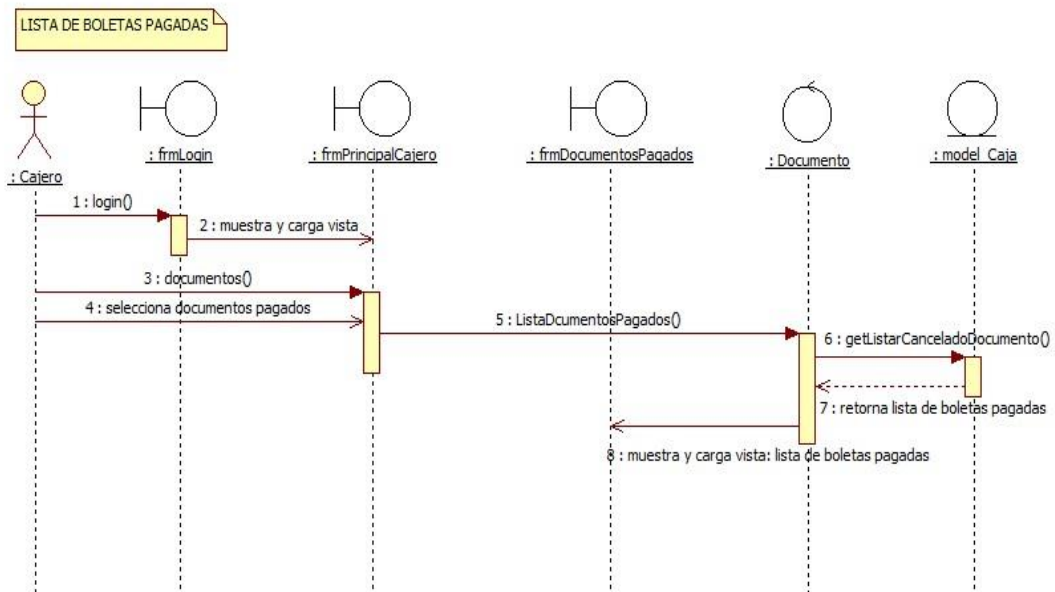 LISTA DE BOLETAS PAGADAS
: Cajero
: frmLogin
: frmPrincipalCajero
: frmDocumentosPagados
: Documento
: model_Caja
1 : login()
2 : muestra y carga vista
3 : documentos()
4 : selecciona documentos pagados
5 : ListaDcumentosPagados()
6 : getListarCanceladoDocumento()
7 : retorna lista de boletas pagadas
8 : muestra y carga vista: lista de boletas pagadas